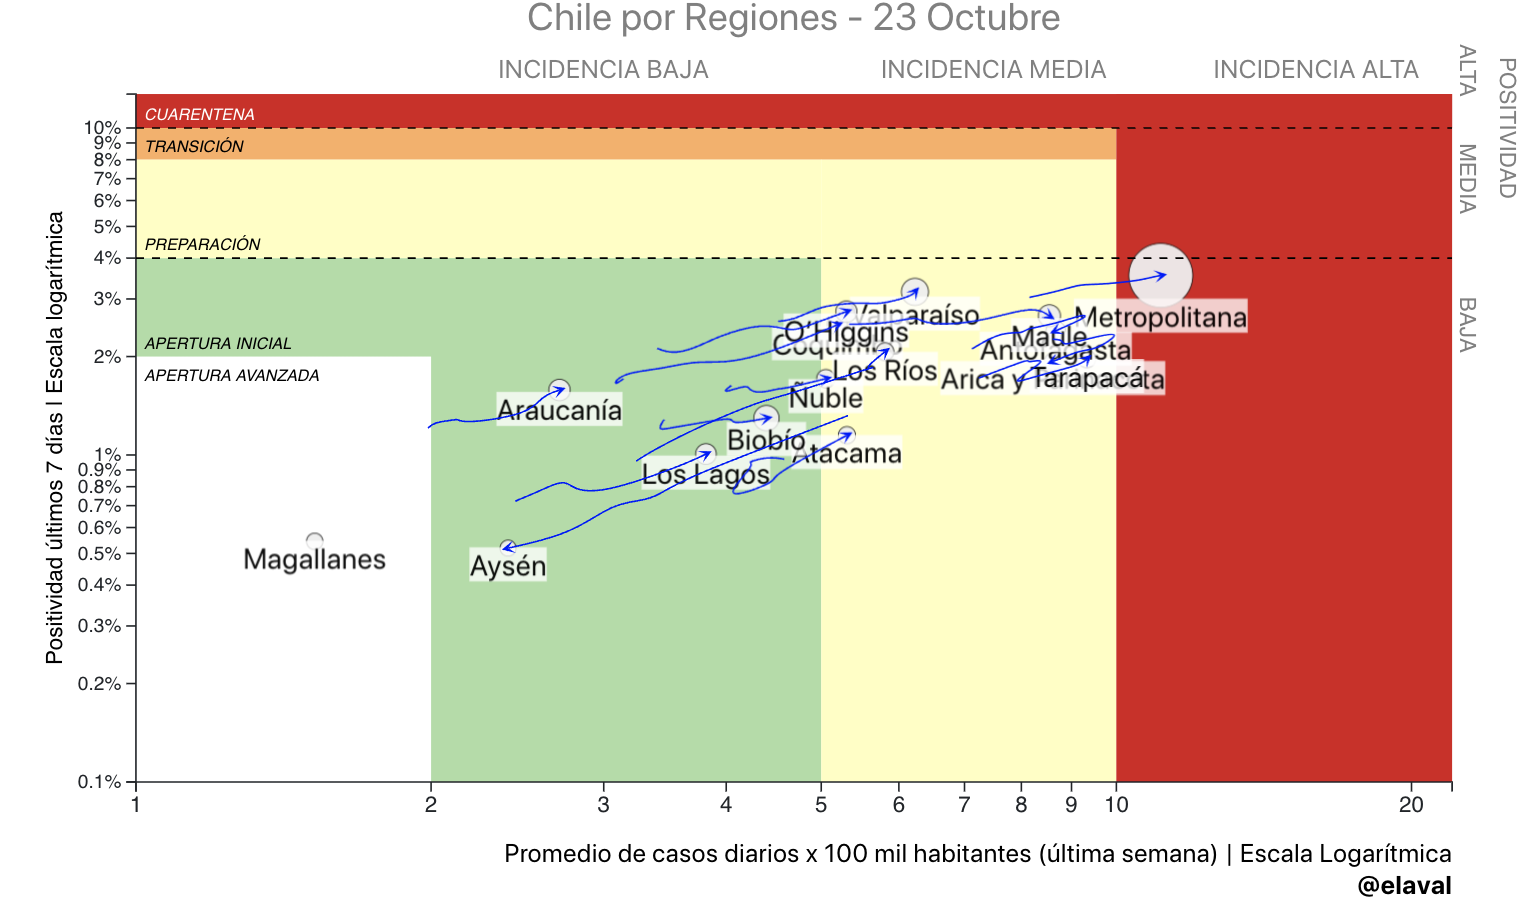 Chile por Regiones - 23 Octubre
INCIDENCIA BAJA
INCIDENCIA MEDIA
INCIDENCIA ALTA
ALTA
MEDIA
BAJA
POSITIVIDAD
CUARENTENA
TRANSICIÓN
PREPARACIÓN
APERTURA INICIAL
APERTURA AVANZADA
10%
9%
8%
7%
6%
5%
4%
3%
2%
1%
0.9%
0.8%
0.7%
0.6%
0.5%
0.4%
0.3%
0.2%
0.1%
Positividad últimos 7 días | Escala logarítmica
Metropolitana
Valparaíso
O'Higgins
Coquimbo
Maule
Antofagasta
Arica y
ta
Tarapacá
Los Ríos
Ñuble
Araucanía
Biobío
Atacama
Los Lagos
Magallanes
Aysén
1 2 3 4 5 6 7 8 9 10 20
Promedio de casos diarios x 100 mil habitantes (última semana) | Escala Logarítmica
@elaval